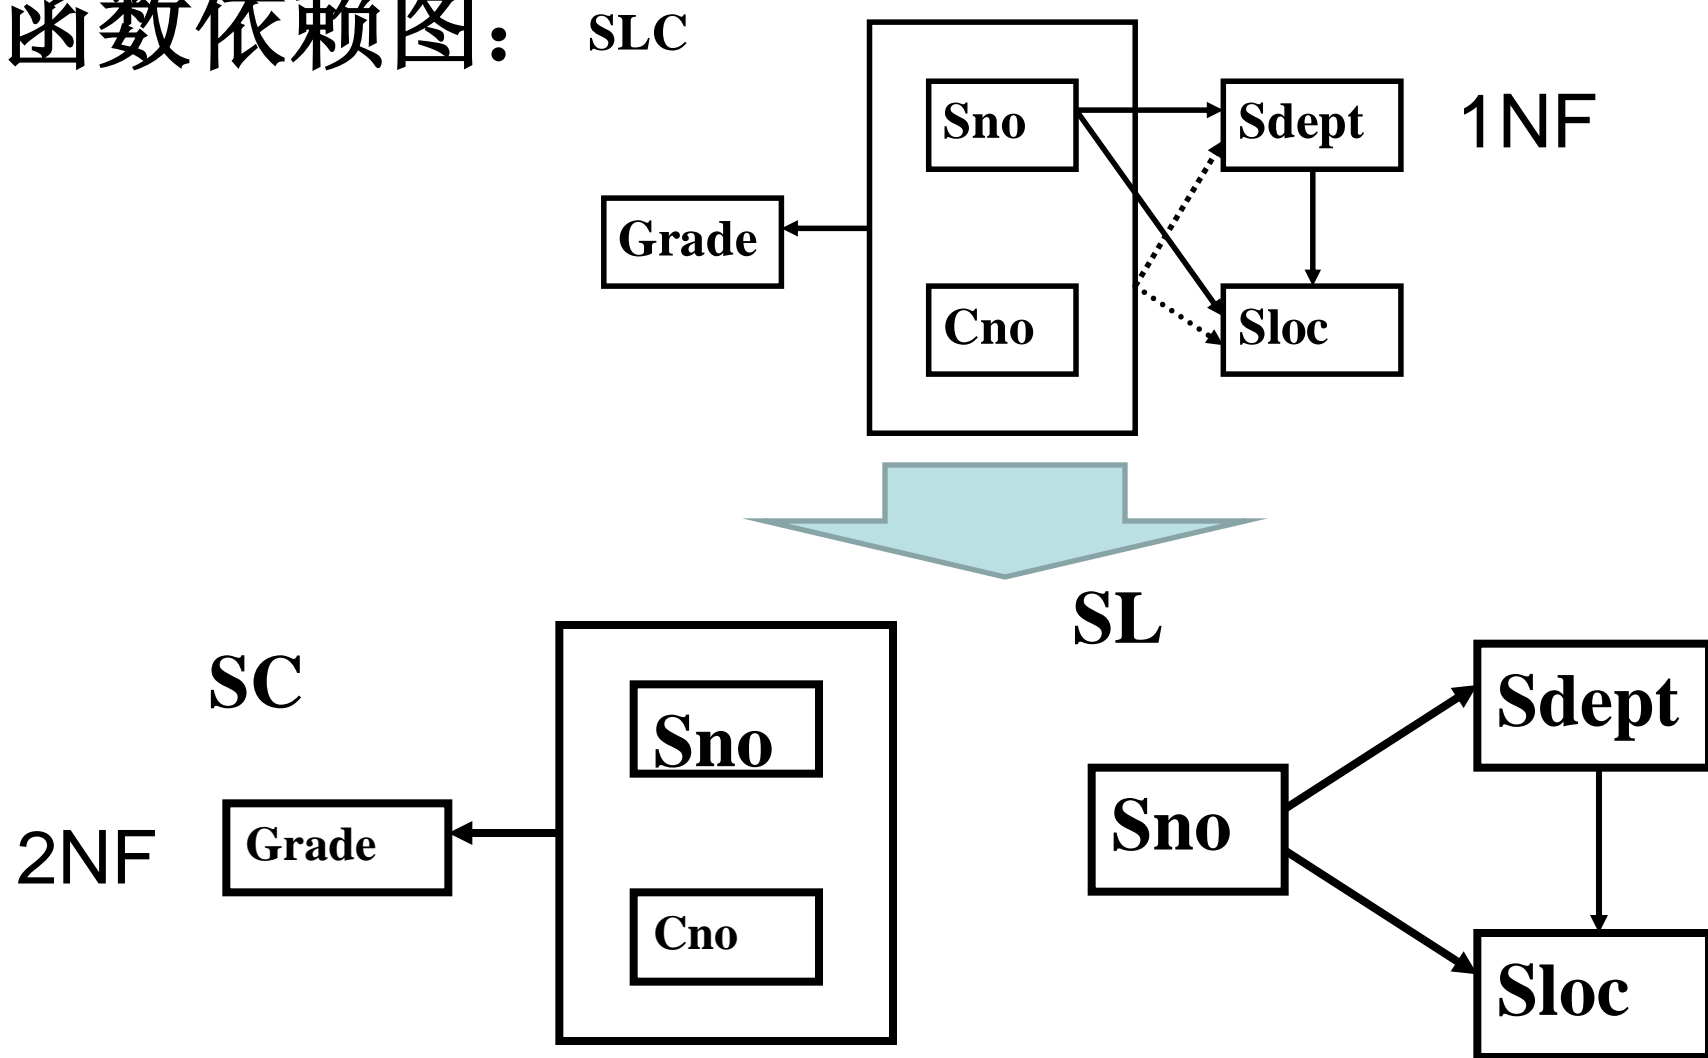 函数依赖图：
SLC
Sno
Sdept
1NF
Grade
Cno
Sloc
SL
SC
Sno
Sdept
Sno
2NF
Grade
Cno
Sloc